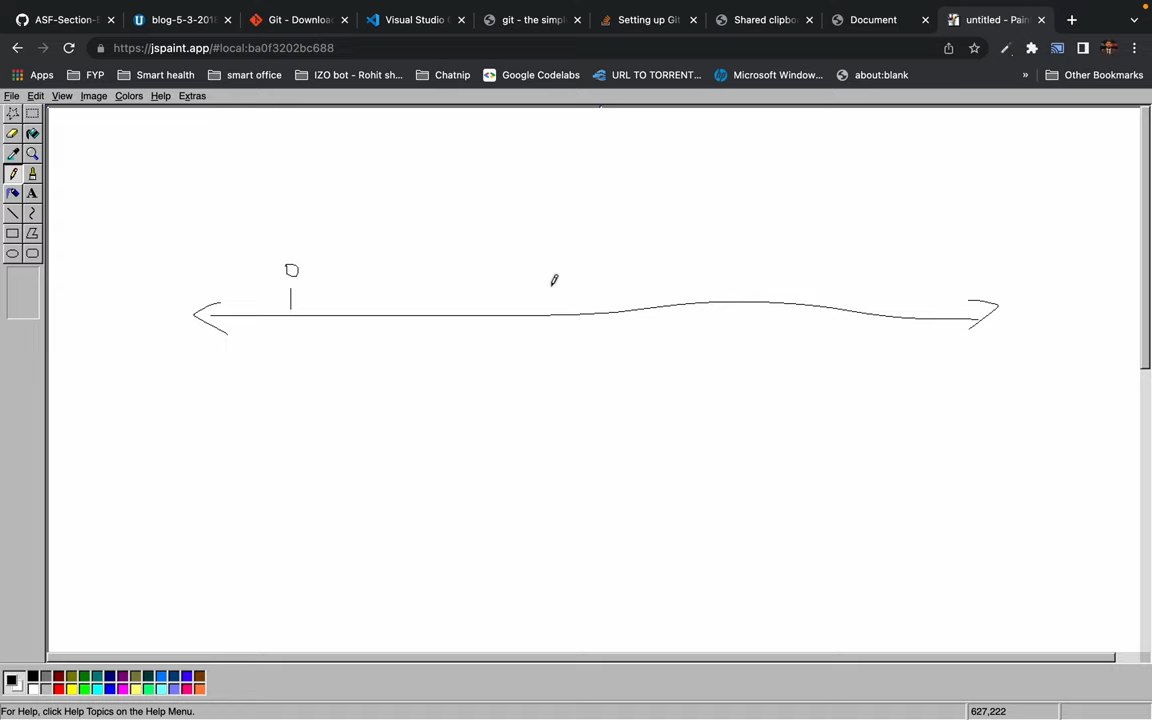 ASF-Section-
blog-5-3-2018
Git - Downloa
Visual Studio
git - the simple
Setting up Git
Shared clipbo
Document
untitled - Pain
https://jspaint.app/#local:ba0f3202bc688
Apps
FYP
Smart health
smart office
IZO bot - Rohit sh...
Chatnip
Google Codelabs
URL TO TORRENT...
Microsoft Window...
about:blank
»
Other Bookmarks
File Edit View Image Colors Help Extras
A
0
For Help, click Help Topics on the Help Menu.
627,222